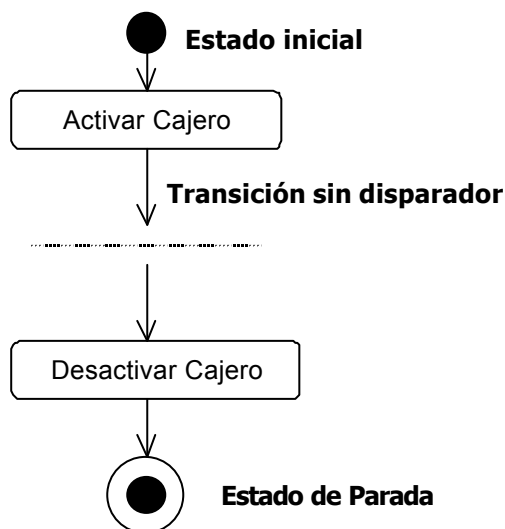 Estado inicial
Activar Cajero
Transición sin disparador
Desactivar Cajero
Estado de Parada